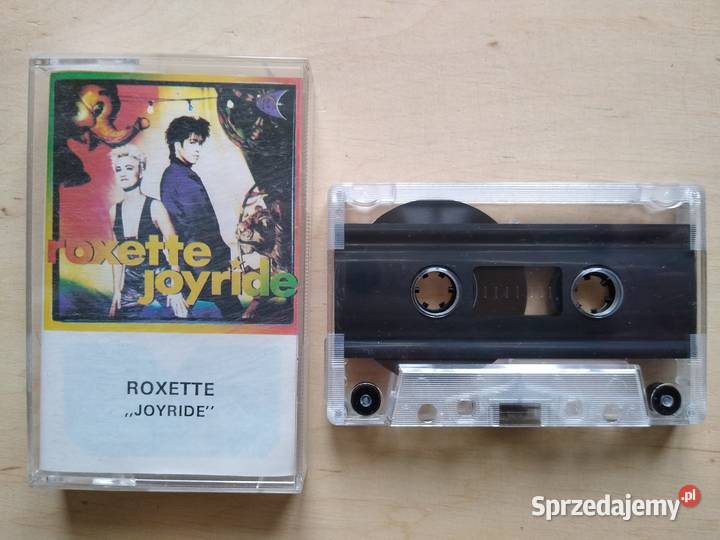 roxette
joyride
ROXETTE
„JOYRIDE”
Sprzedajemy.pl